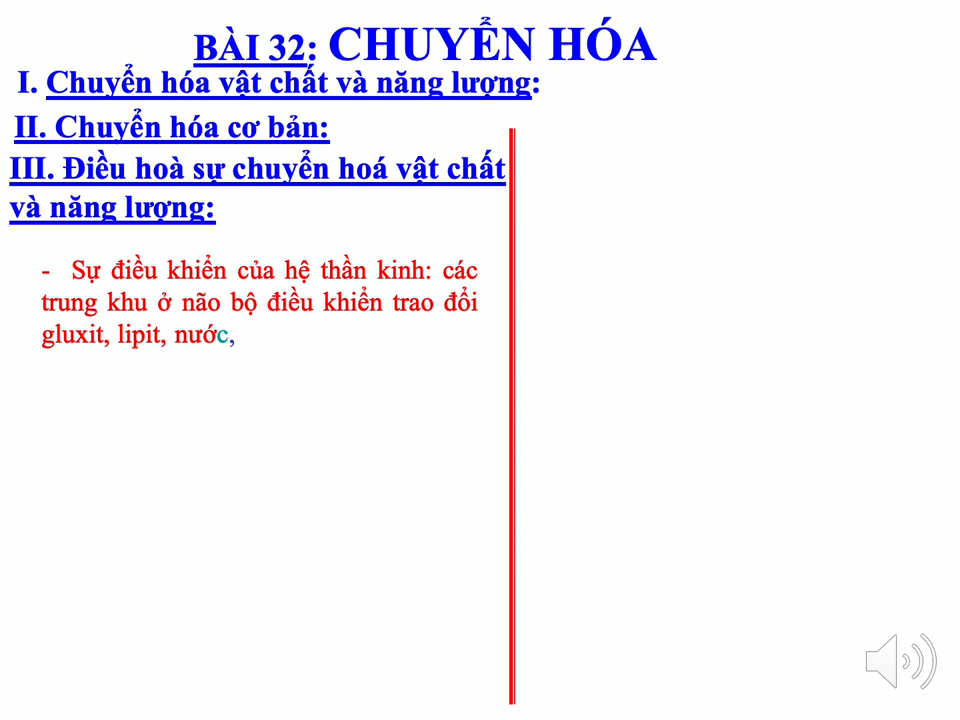 BÀI 32: CHUYỂN HÓA
I. Chuyển hóa vật chất và năng lượng:
II. Chuyển hóa cơ bản:
III. Điều hoà sự chuyển hoá vật chất
và năng lượng:
- Sự điều khiển của hệ thần kinh: các
trung khu ở não bộ điều khiển trao đổi
gluxit, lipit, nước,